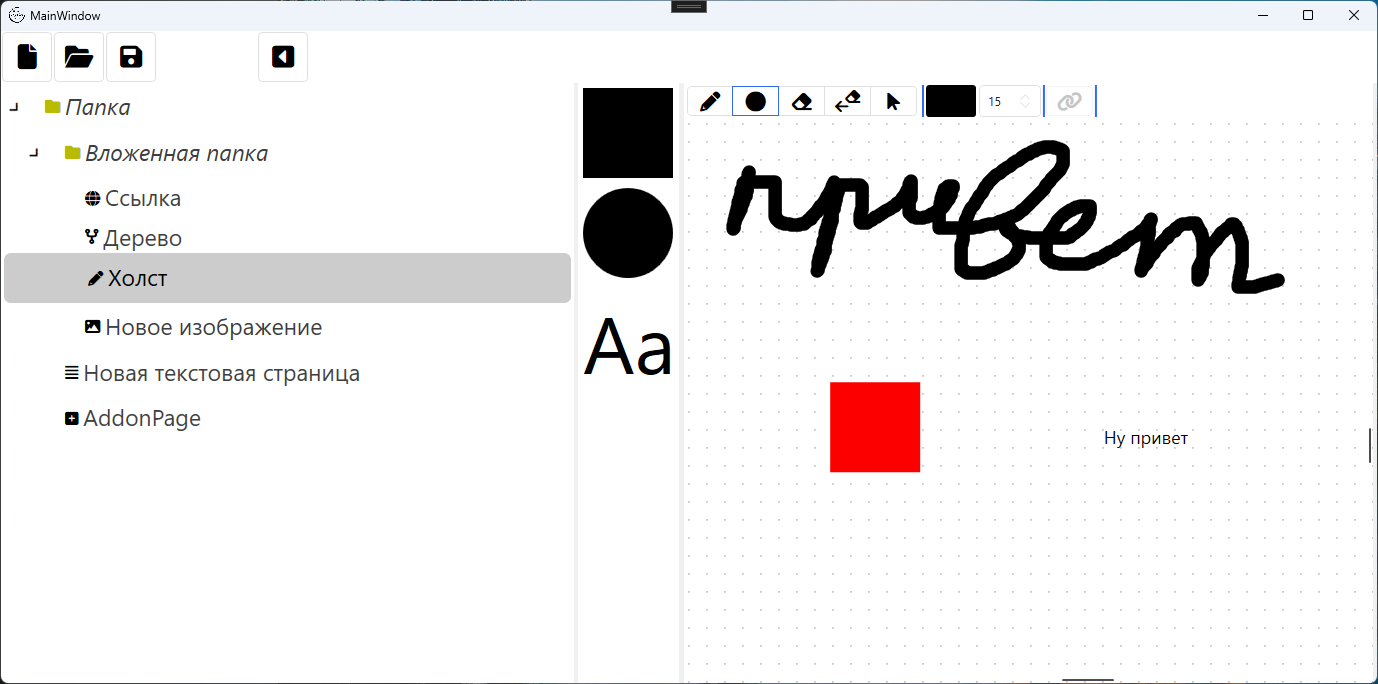 MainWindow
Папка
Вложенная папка
Ссылка
Дерево
Холст
Новое изображение
Новая текстовая страница
AddonPage
Aa
15
привет
Ну привет